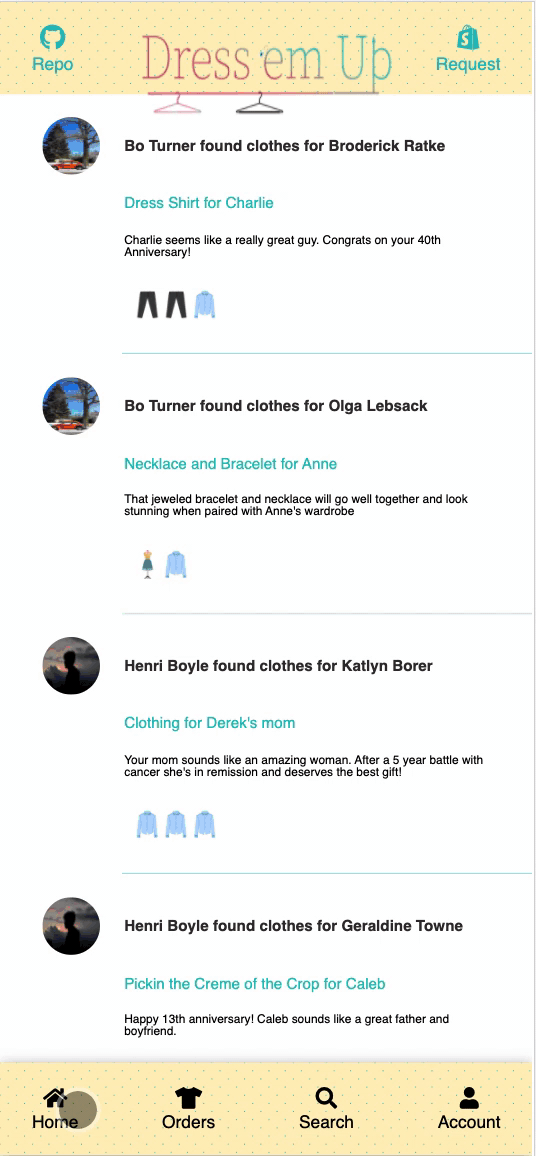 Repo
Dress em Up
Request
Bo Turner found clothes for Broderick Ratke
Dress Shirt for Charlie
Charlie seems like a really great guy. Congrats on your 40th
Anniversary!
Bo Turner found clothes for Olga Lebsack
Necklace and Bracelet for Anne
That jeweled bracelet and necklace will go well together and look
stunning when paired with Anne's wardrobe
Henri Boyle found clothes for Katlyn Borer
Clothing for Derek's mom
Your mom sounds like an amazing woman. After a 5 year battle with
cancer she's in remission and deserves the best gift!
Henri Boyle found clothes for Geraldine Towne
Pickin the Creme of the Crop for Caleb
Happy 13th anniversary! Caleb sounds like a great father and
boyfriend.
Home
Orders
Search
Account